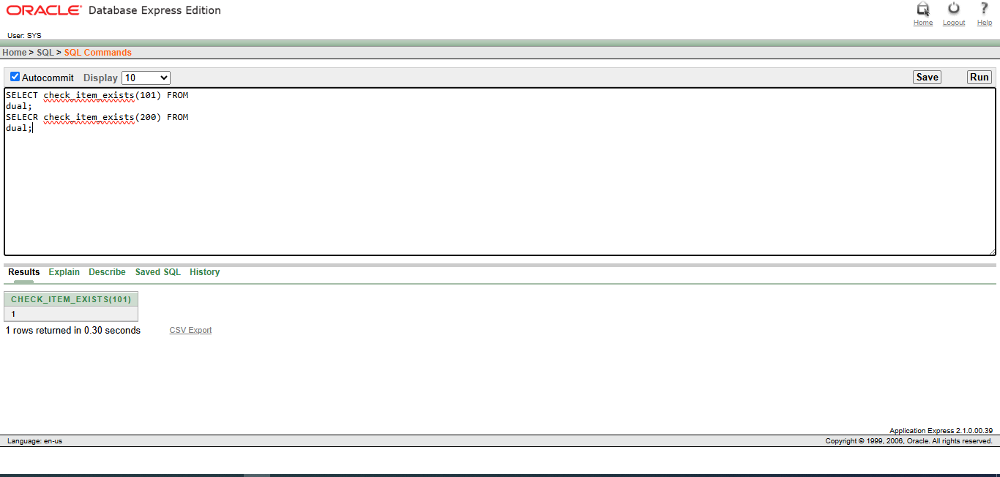 ORACLE® Database Express Edition
Home Logout Help
User: SYS
Home > SQL > SQL Commands
Autocommit Display 10 Save Run
SELECT check_item_exists(101) FROM
dual;
SELECR check_item_exists(200) FROM
dual;
Results Explain Describe Saved SQL History
CHECK_ITEM_EXISTS(101)
1
1 rows returned in 0.30 seconds CSV Export
Application Express 2.1.0.00.39
Language: en-us Copyright © 1999, 2006, Oracle. All rights reserved.